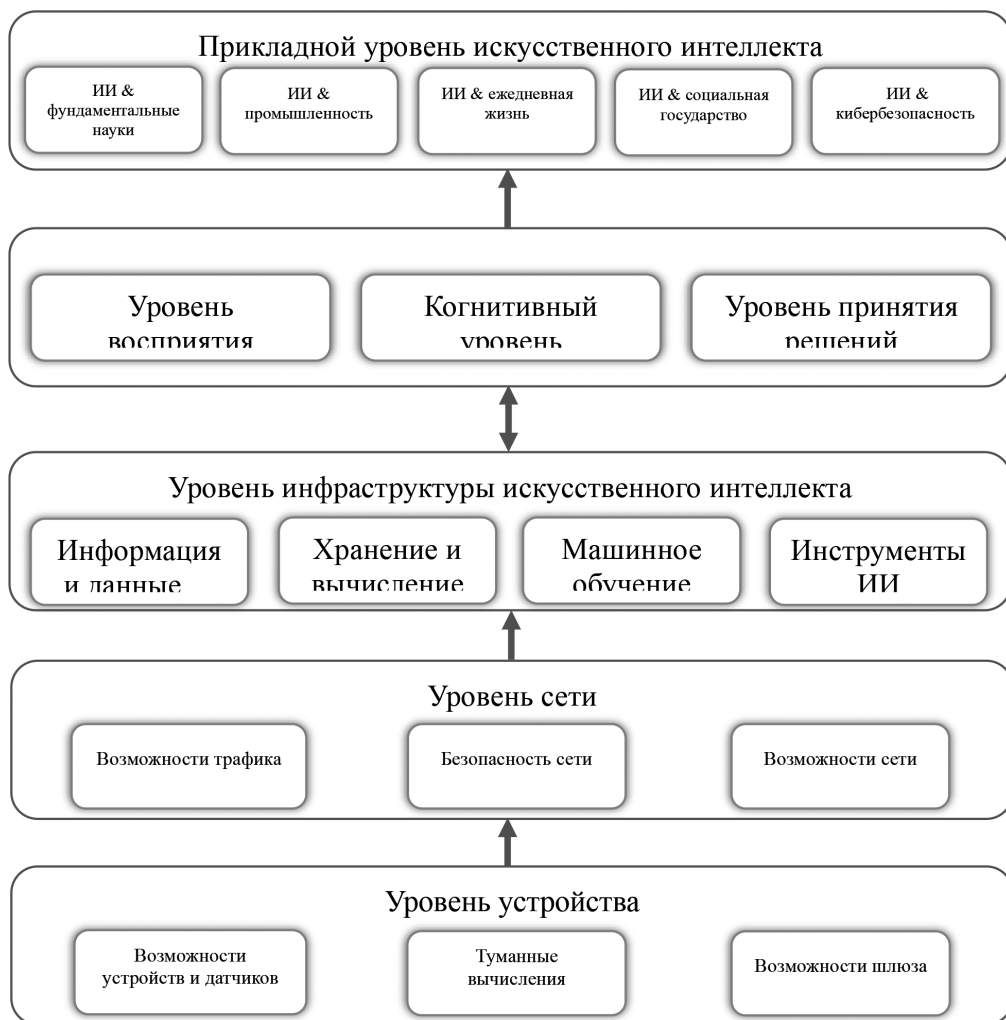 Прикладной уровень искусственного интеллекта
ИИ &
фундаментальные
науки
ИИ &
промышленность
ИИ & ежедневная
жизнь
ИИ & социальная
государство
ИИ &
кибербезопасность
Уровень
восприятия
Когнитивный
уровень
Уровень принятия
решений
Уровень инфраструктуры искусственного интеллекта
Информация
и данные
Хранение и
вычисление
Машинное
обучение
Инструменты
ИИ
Уровень сети
Возможности трафика
Безопасность сети
Возможности сети
Уровень устройства
Возможности
устройств и датчиков
Туманные
вычисления
Возможности шлюза